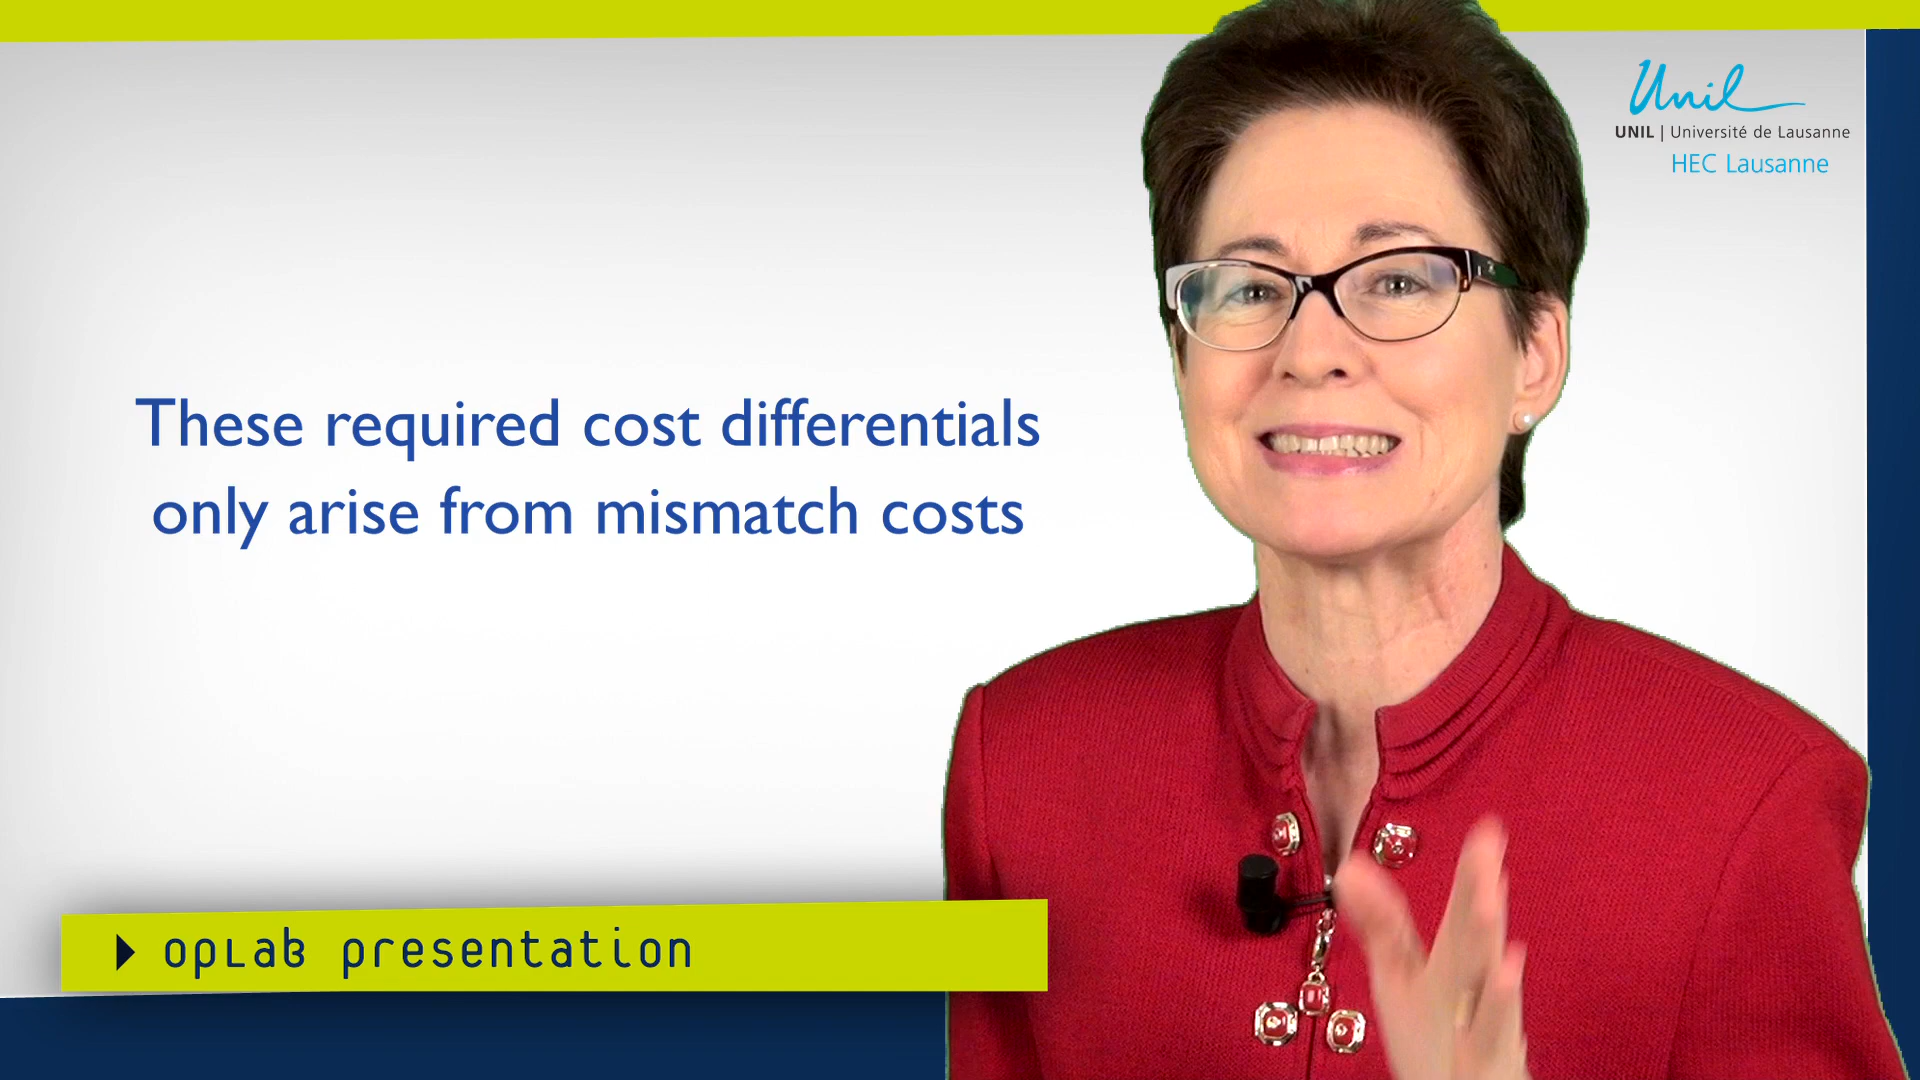 Unil
UNIL | Université de Lausanne
HEC Lausanne
These required cost differentials
only arise from mismatch costs
opLab presentation